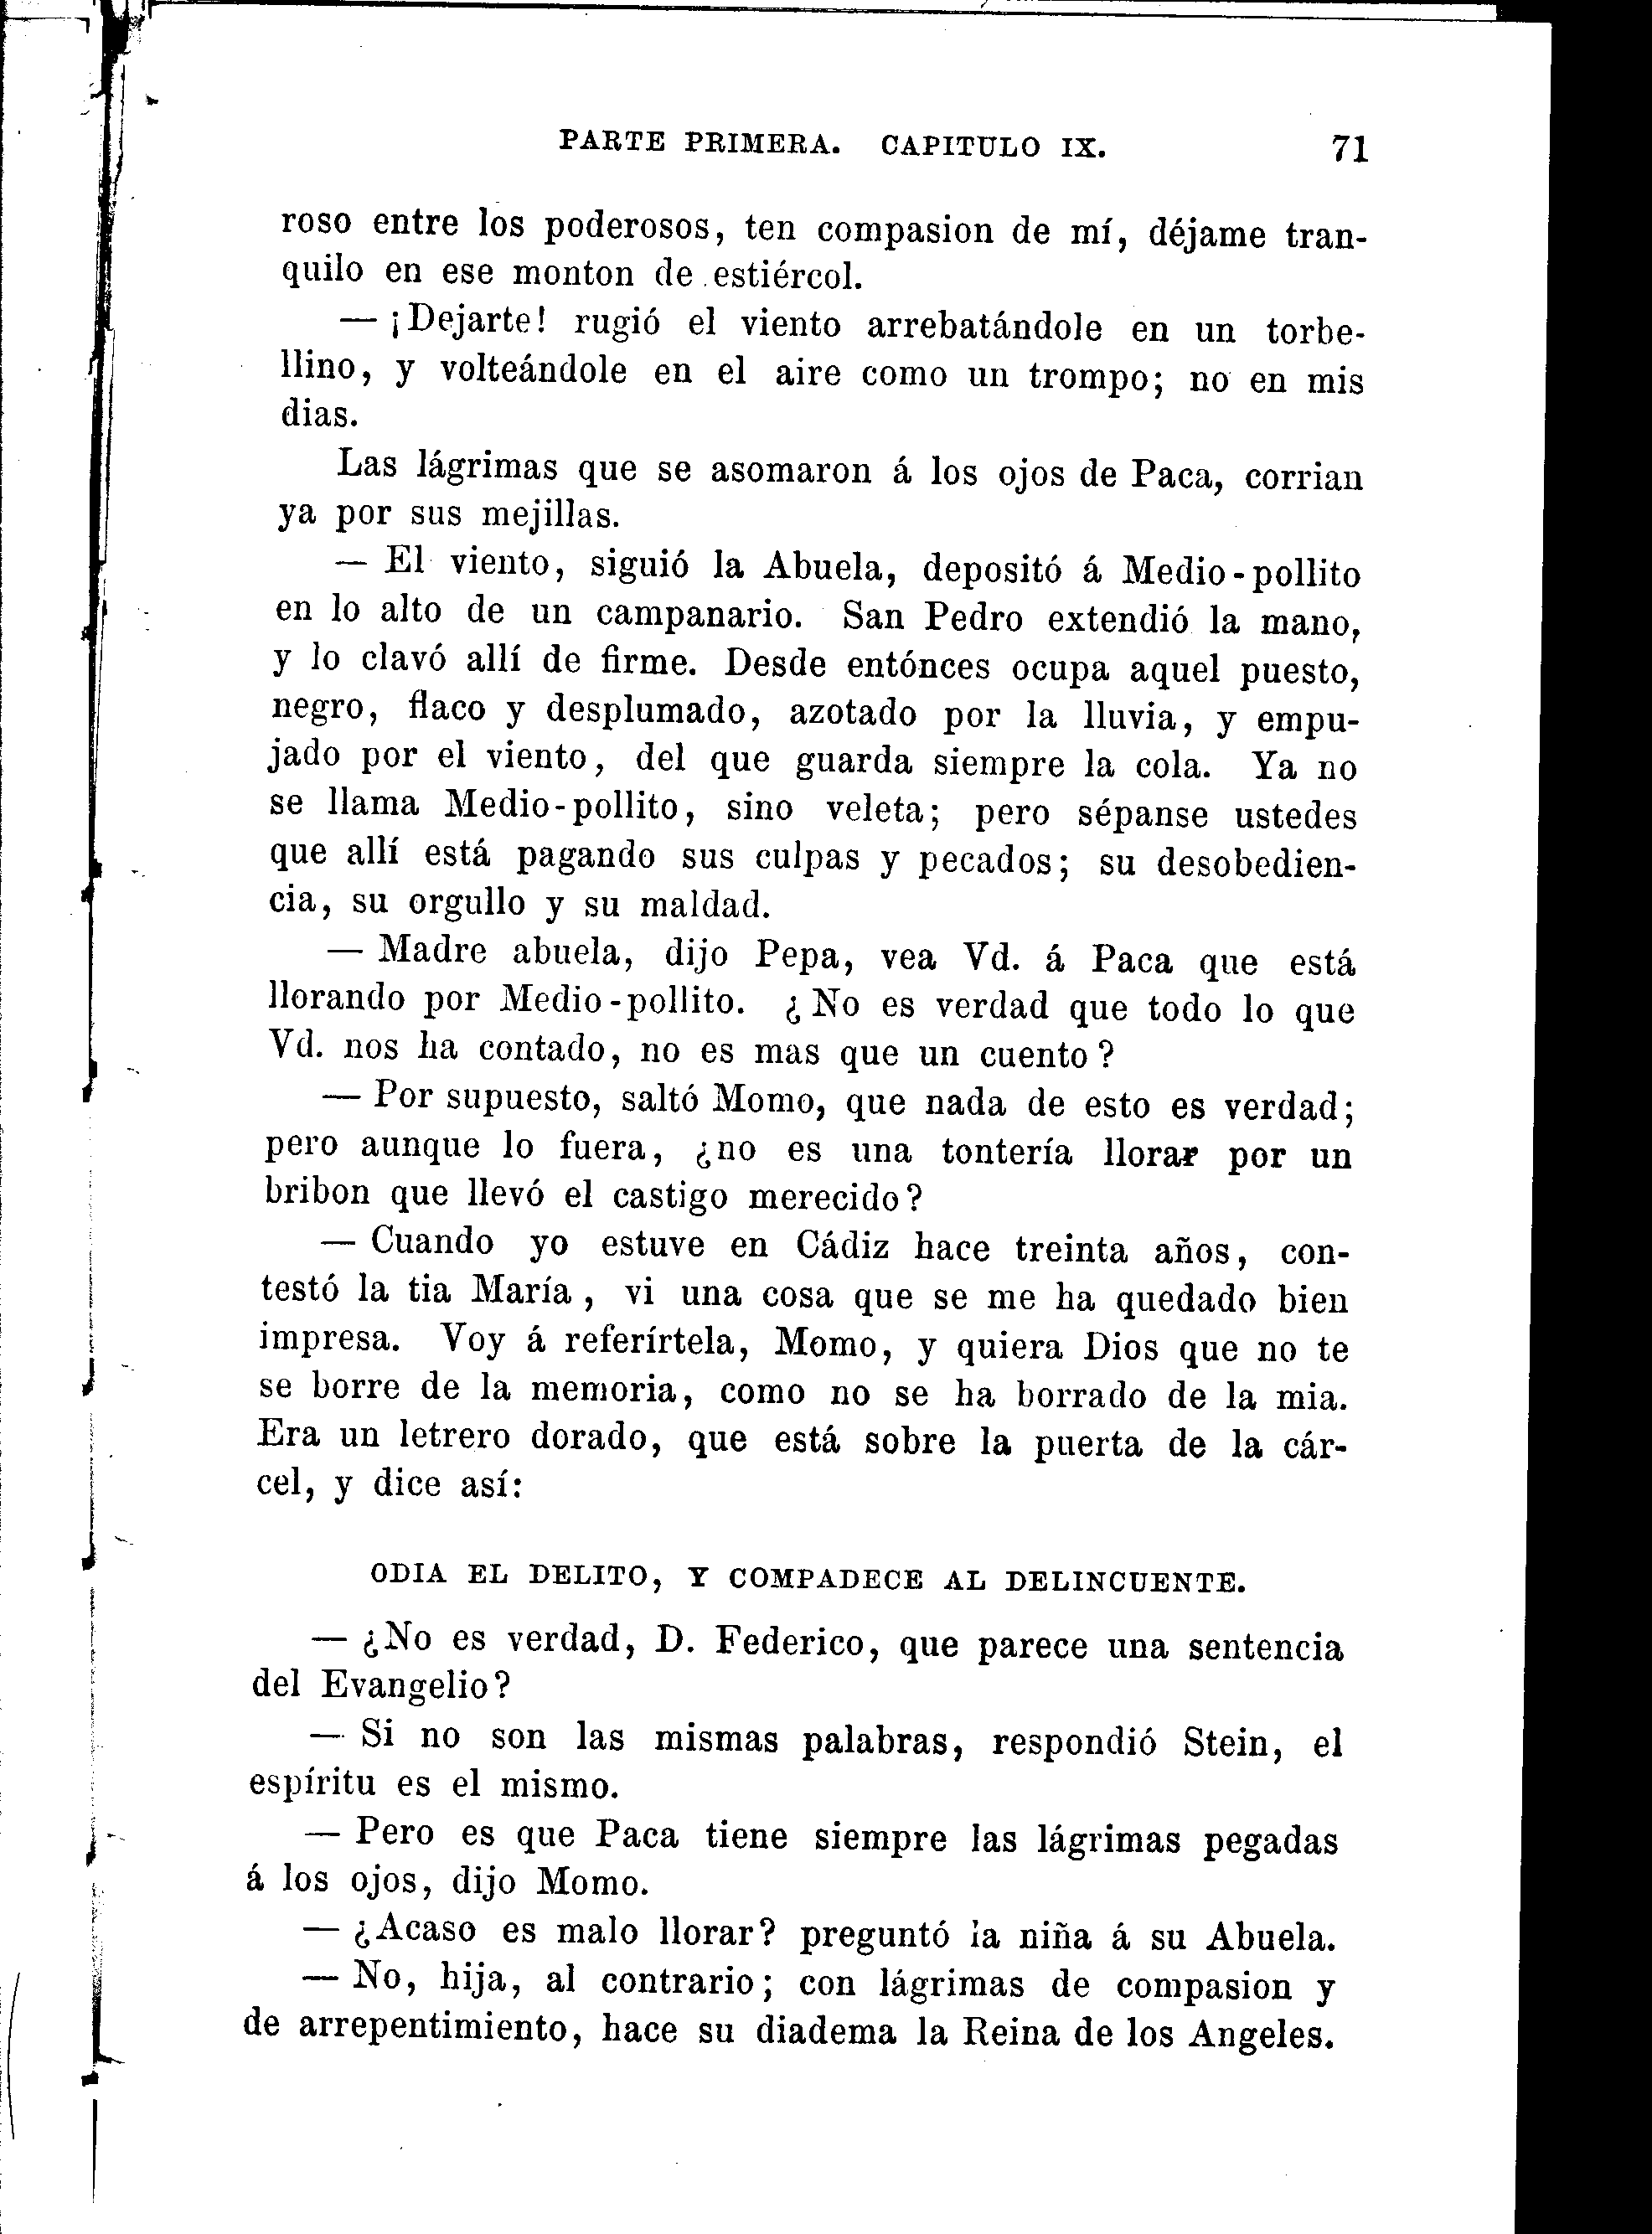 PARTE PRIMERA. CAPITULO IX. 71
roso entre los poderosos, ten compasion de mí, déjame tran-
quilo en ese monton de estiércol.
— ¡Dejarte! rugió el viento arrebatándole en un torbe-
llino, y volteándole en el aire como un trompo; no en mis
dias.
Las lágrimas que se asomaron á los ojos de Paca, corrian
ya por sus mejillas.
— El viento, siguió la Abuela, depositó á Medio-pollito
en lo alto de un campanario. San Pedro extendió la mano,
y lo clavó allí de firme. Desde entónces ocupa aquel puesto,
negro, flaco y desplumado, azotado por la lluvia, y empu-
jado por el viento, del que guarda siempre la cola. Ya no
se llama Medio-pollito, sino veleta; pero sépanse ustedes
que allí está pagando sus culpas y pecados; su desobedien-
cia, su orgullo y su maldad.
— Madre abuela, dijo Pepa, vea Vd. á Paca que está
llorando por Medio-pollito. ¿No es verdad que todo lo que
Vd. nos ha contado, no es mas que un cuento?
— Por supuesto, saltó Momo, que nada de esto es verdad;
pero aunque lo fuera, ¿no es una tontería llorar por un
bribon que llevó el castigo merecido?
— Cuando yo estuve en Cádiz hace treinta años, con-
testó la tia María, vi una cosa que se me ha quedado bien
impresa. Voy á referírtela, Momo, y quiera Dios que no te
se borre de la memoria, como no se ha borrado de la mia.
Era un letrero dorado, que está sobre la puerta de la cár-
cel, y dice así:
ODIA EL DELITO, Y COMPADECE AL DELINCUENTE.
— ¿No es verdad, D. Federico, que parece una sentencia
del Evangelio?
— Si no son las mismas palabras, respondió Stein, el
espíritu es el mismo.
— Pero es que Paca tiene siempre las lágrimas pegadas
á los ojos, dijo Momo.
— ¿Acaso es malo llorar? preguntó la niña á su Abuela.
— No, hija, al contrario; con lágrimas de compasion y
de arrepentimiento, hace su diadema la Reina de los Angeles.